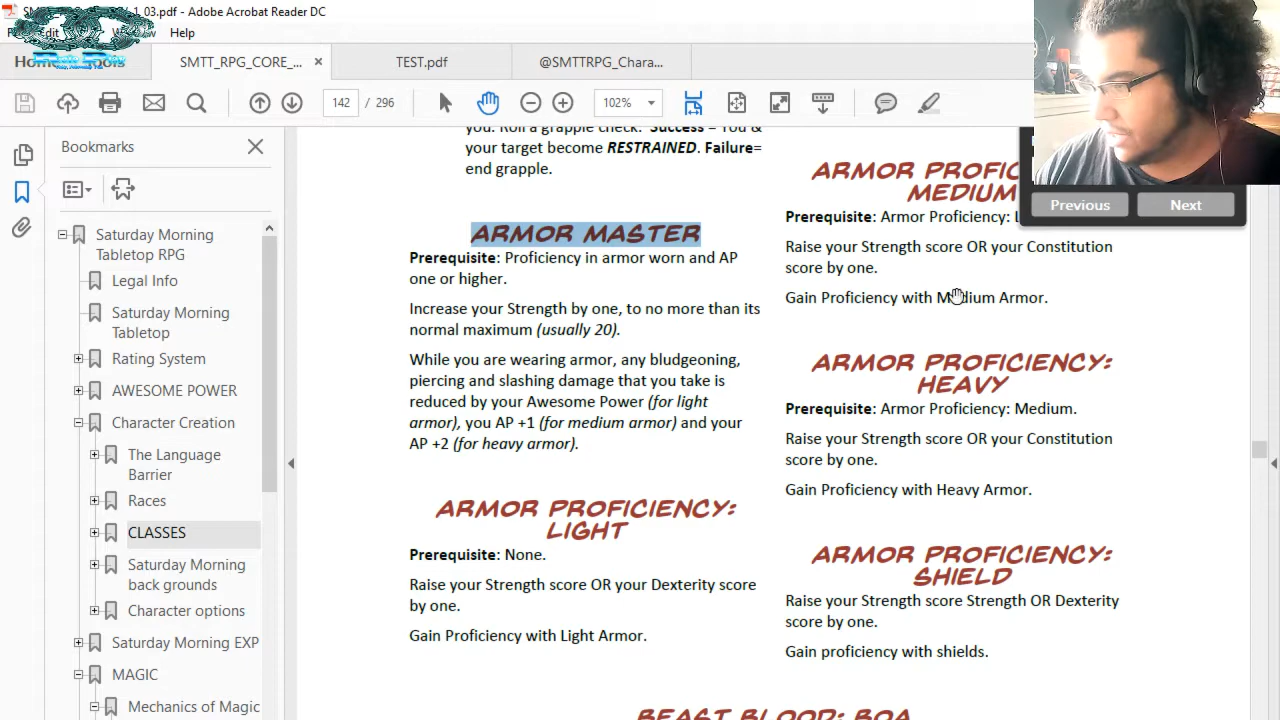 _1_03.pdf - Adobe Acrobat Reader DC
Help
Tools
SMTT_RPG_CORE_...
TEST.pdf
@SMTTRPG_Chara...
142 / 296
102%
Bookmarks
Saturday Morning
Tabletop RPG
Legal Info
Saturday Morning
Tabletop
Rating System
AWESOME POWER
Character Creation
The Language
Barrier
Races
CLASSES
Saturday Morning
back grounds
Character options
Saturday Morning EXP
MAGIC
Mechanics of Magic
you. Roll a grapple check. Success = You &
your target become RESTRAINED. Failure=
end grapple.
ARMOR MASTER
Prerequisite: Proficiency in armor worn and AP
one or higher.
Increase your Strength by one, to no more than its
normal maximum (usually 20).
While you are wearing armor, any bludgeoning,
piercing and slashing damage that you take is
reduced by your Awesome Power (for light
armor), you AP +1 (for medium armor) and your
AP +2 (for heavy armor).
ARMOR PROFICIENCY:
LIGHT
Prerequisite: None.
Raise your Strength score OR your Dexterity score
by one.
Gain Proficiency with Light Armor.
ARMOR PROFIC
MEDIUM
Prerequisite: Armor Proficiency:
Raise your Strength score OR your Constitution
score by one.
Gain Proficiency with Medium Armor.
ARMOR PROFICIENCY:
HEAVY
Prerequisite: Armor Proficiency: Medium.
Raise your Strength score OR your Constitution
score by one.
Gain Proficiency with Heavy Armor.
ARMOR PROFICIENCY:
SHIELD
Raise your Strength score Strength OR Dexterity
score by one.
Gain proficiency with shields.
BEAST BLOOD: BOA
Previous
Next